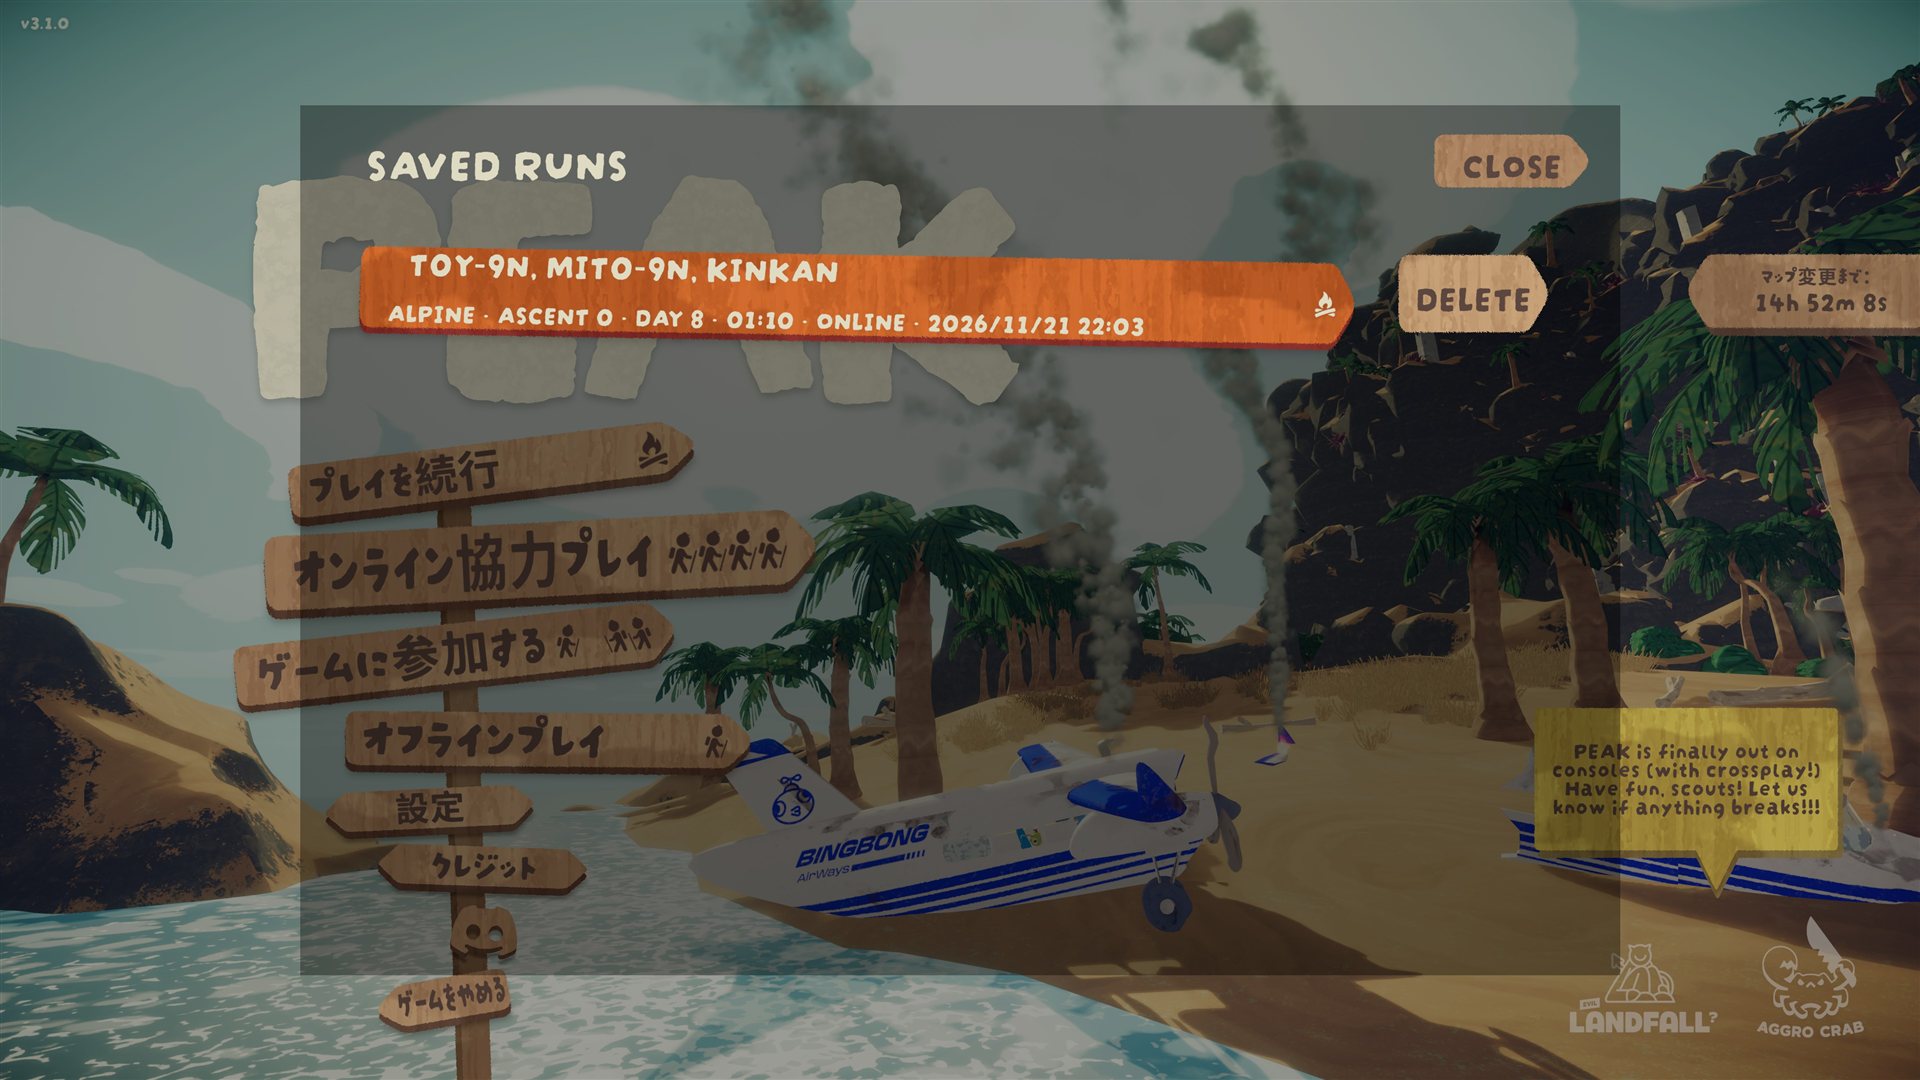 v3.1.0
SAVED RUNS
CLOSE
PEAK
TOY-9N, MITO-9N, KINKAN
ALPINE · ASCENT 0 · DAY 8 · 01:10 · ONLINE · 2026/11/21 22:03
DELETE
マップ変更まで:
14h 52m 8s
プレイを続行
オンライン協力プレイ
ゲームに参加する
オフラインプレイ
設定
クレジット
ゲームをやめる
BINGBONG
AirWays
PEAK is finally out on
consoles (with crossplay!)
Have fun, scouts! Let us
know if anything breaks!!!
EVIL
LANDFALL?
AGGRO CRAB